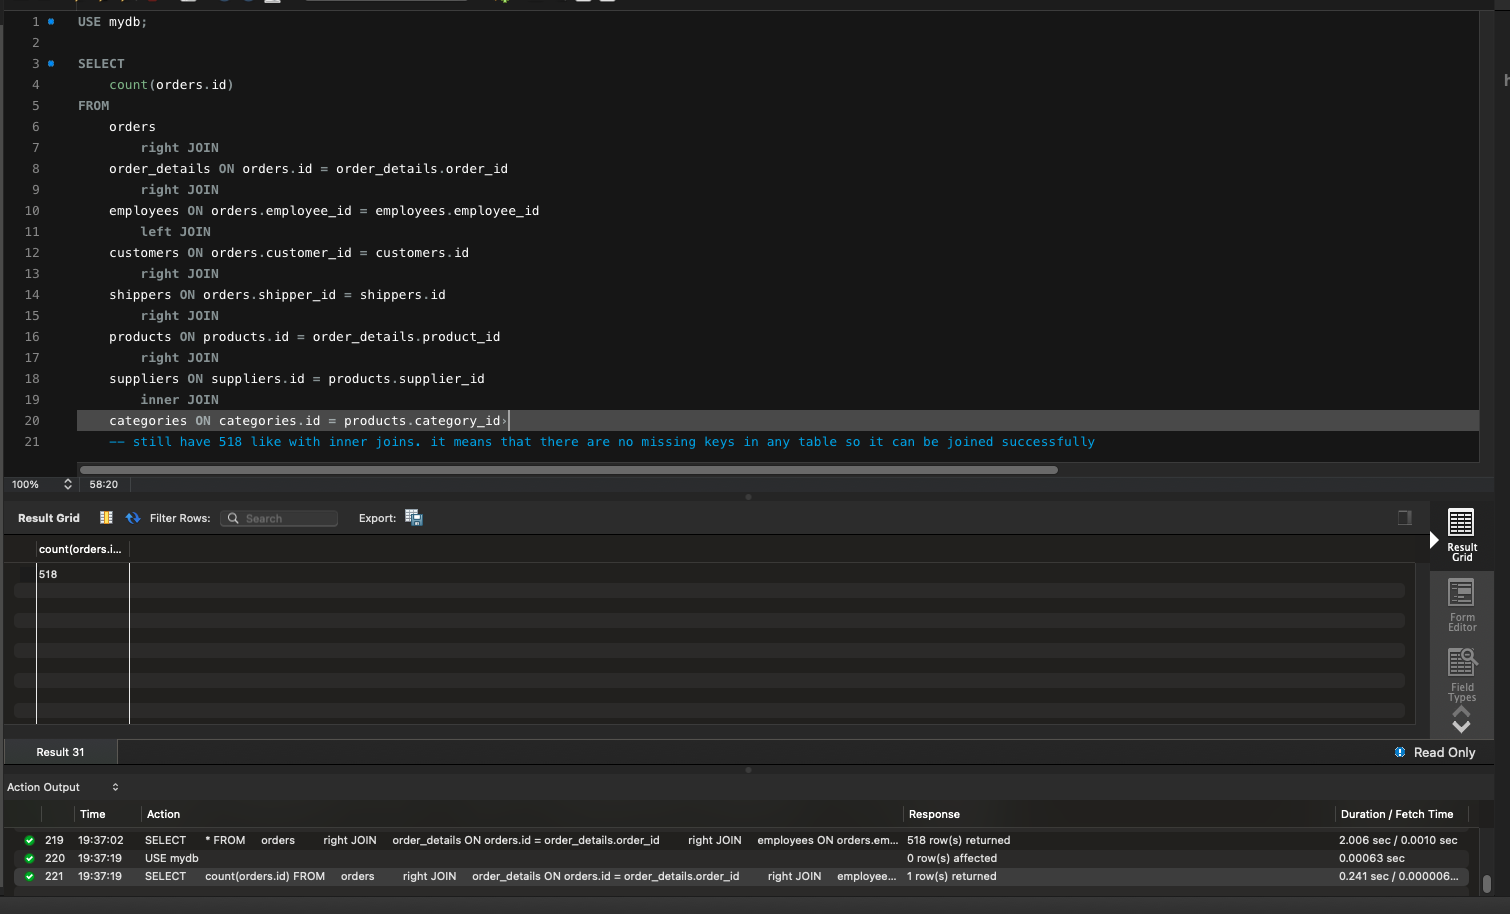 1 USE mydb;
2
3 SELECT
4 count(orders.id)
5 FROM
6 orders
7 right JOIN
8 order_details ON orders.id = order_details.order_id
9 right JOIN
10 employees ON orders.employee_id = employees.employee_id
11 left JOIN
12 customers ON orders.customer_id = customers.id
13 right JOIN
14 shippers ON orders.shipper_id = shippers.id
15 right JOIN
16 products ON products.id = order_details.product_id
17 right JOIN
18 suppliers ON suppliers.id = products.supplier_id
19 inner JOIN
20 categories ON categories.id = products.category_id
21 -- still have 518 like with inner joins. it means that there are no missing keys in any table so it can be joined successfully
100% 58:20
Result Grid Filter Rows: Search Export:
count(orders.i...
518
Result Grid
Form Editor
Field Types
Result 31 Read Only
Action Output
Time Action Response Duration / Fetch Time
219 19:37:02 SELECT * FROM orders right JOIN order_details ON orders.id = order_details.order_id right JOIN employees ON orders.em... 518 row(s) returned 2.006 sec / 0.0010 sec
220 19:37:19 USE mydb 0 row(s) affected 0.00063 sec
221 19:37:19 SELECT count(orders.id) FROM orders right JOIN order_details ON orders.id = order_details.order_id right JOIN employee... 1 row(s) returned 0.241 sec / 0.000006...